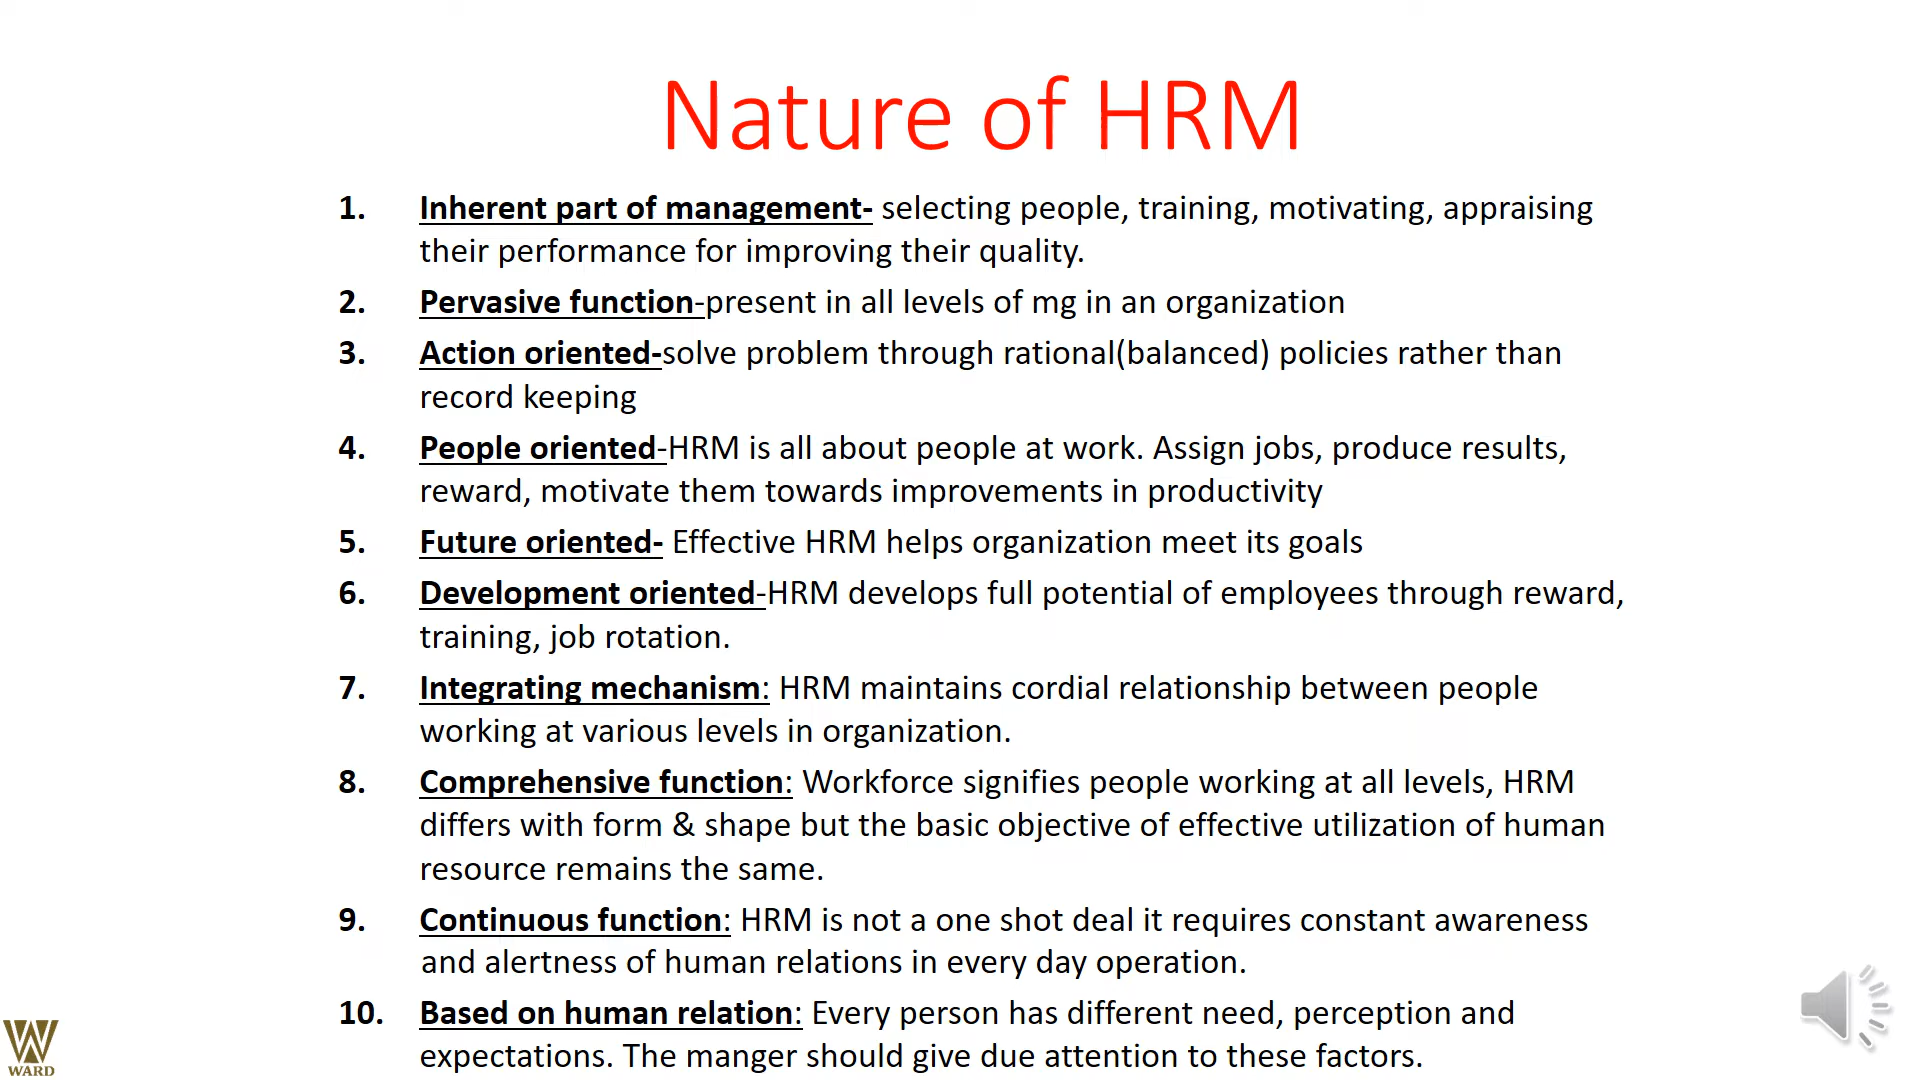 Nature of HRM
1. Inherent part of management- selecting people, training, motivating, appraising
their performance for improving their quality.
2. Pervasive function-present in all levels of mg in an organization
3. Action oriented-solve problem through rational(balanced) policies rather than
record keeping
4. People oriented-HRM is all about people at work. Assign jobs, produce results,
reward, motivate them towards improvements in productivity
5. Future oriented- Effective HRM helps organization meet its goals
6. Development oriented-HRM develops full potential of employees through reward,
training, job rotation.
7. Integrating mechanism: HRM maintains cordial relationship between people
working at various levels in organization.
8. Comprehensive function: Workforce signifies people working at all levels, HRM
differs with form & shape but the basic objective of effective utilization of human
resource remains the same.
9. Continuous function: HRM is not a one shot deal it requires constant awareness
and alertness of human relations in every day operation.
10. Based on human relation: Every person has different need, perception and
expectations. The manger should give due attention to these factors.
WARD